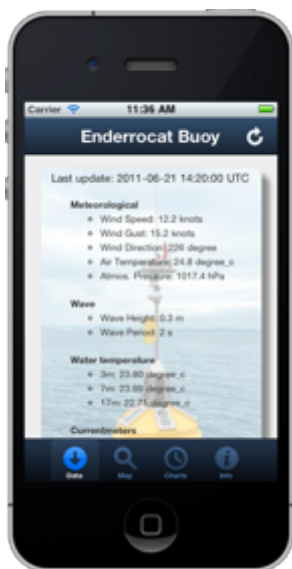 Carrier 11:36 AM
Enderrocat Buoy
Last update: 2011-06-21 14:20:00 UTC
Meteorological
Wind Speed: 12.2 knots
Wind Gust: 15.2 knots
Wind Direction: 226 degree
Air Temperature: 24.8 degree_c
Atmos. Pressure: 1017.4 hPa
Wave
Wave Height: 0.3 m
Wave Period: 2 s
Water temperature
3m: 23.80 degree_c
7m: 23.69 degree_c
17m: 22.71 degree_c
Currentmeters
Data Map Charts Info